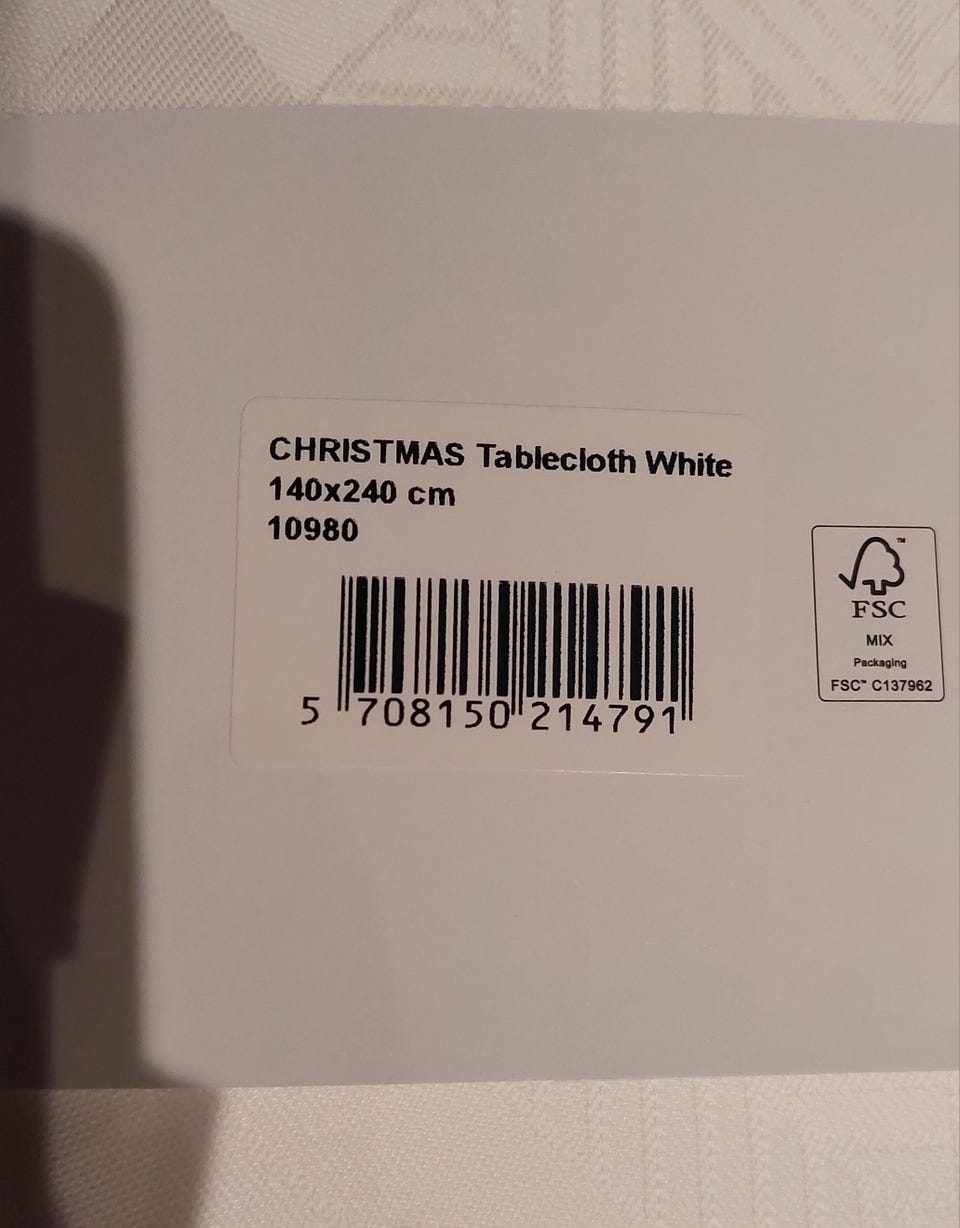 CHRISTMAS Tablecloth White
140x240 cm
10980
5 708150 214791
FSC
MIX
Packaging
FSC™ C137962